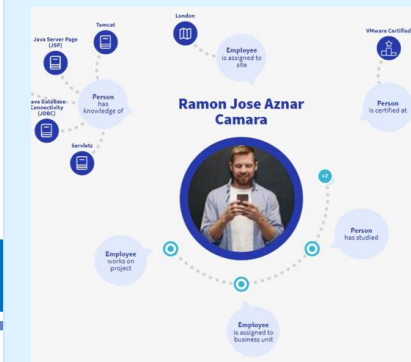 London
Tomcat
VMware Certified
Java Server Page
(JSP)
Employee
is assigned to
site
Person
has
knowledge of
Ramon Jose Aznar
Camara
Person
is certified at
Connectivity
(JDBC)
Servlets
+7
Person
has studied
Employee
works on
project
Employee
is assigned to
business unit